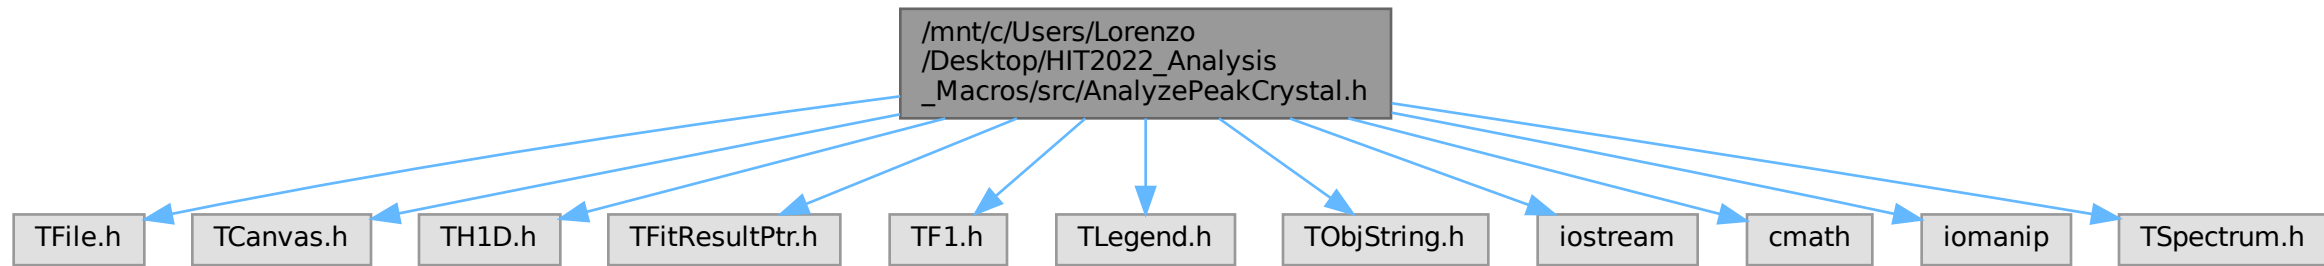 /mnt/c/Users/Lorenzo
/Desktop/HIT2022_Analysis
_Macros/src/AnalyzePeakCrystal.h
TFile.h
TCanvas.h
TH1D.h
TFitResultPtr.h
TF1.h
TLegend.h
TObjString.h
iostream
cmath
iomanip
TSpectrum.h